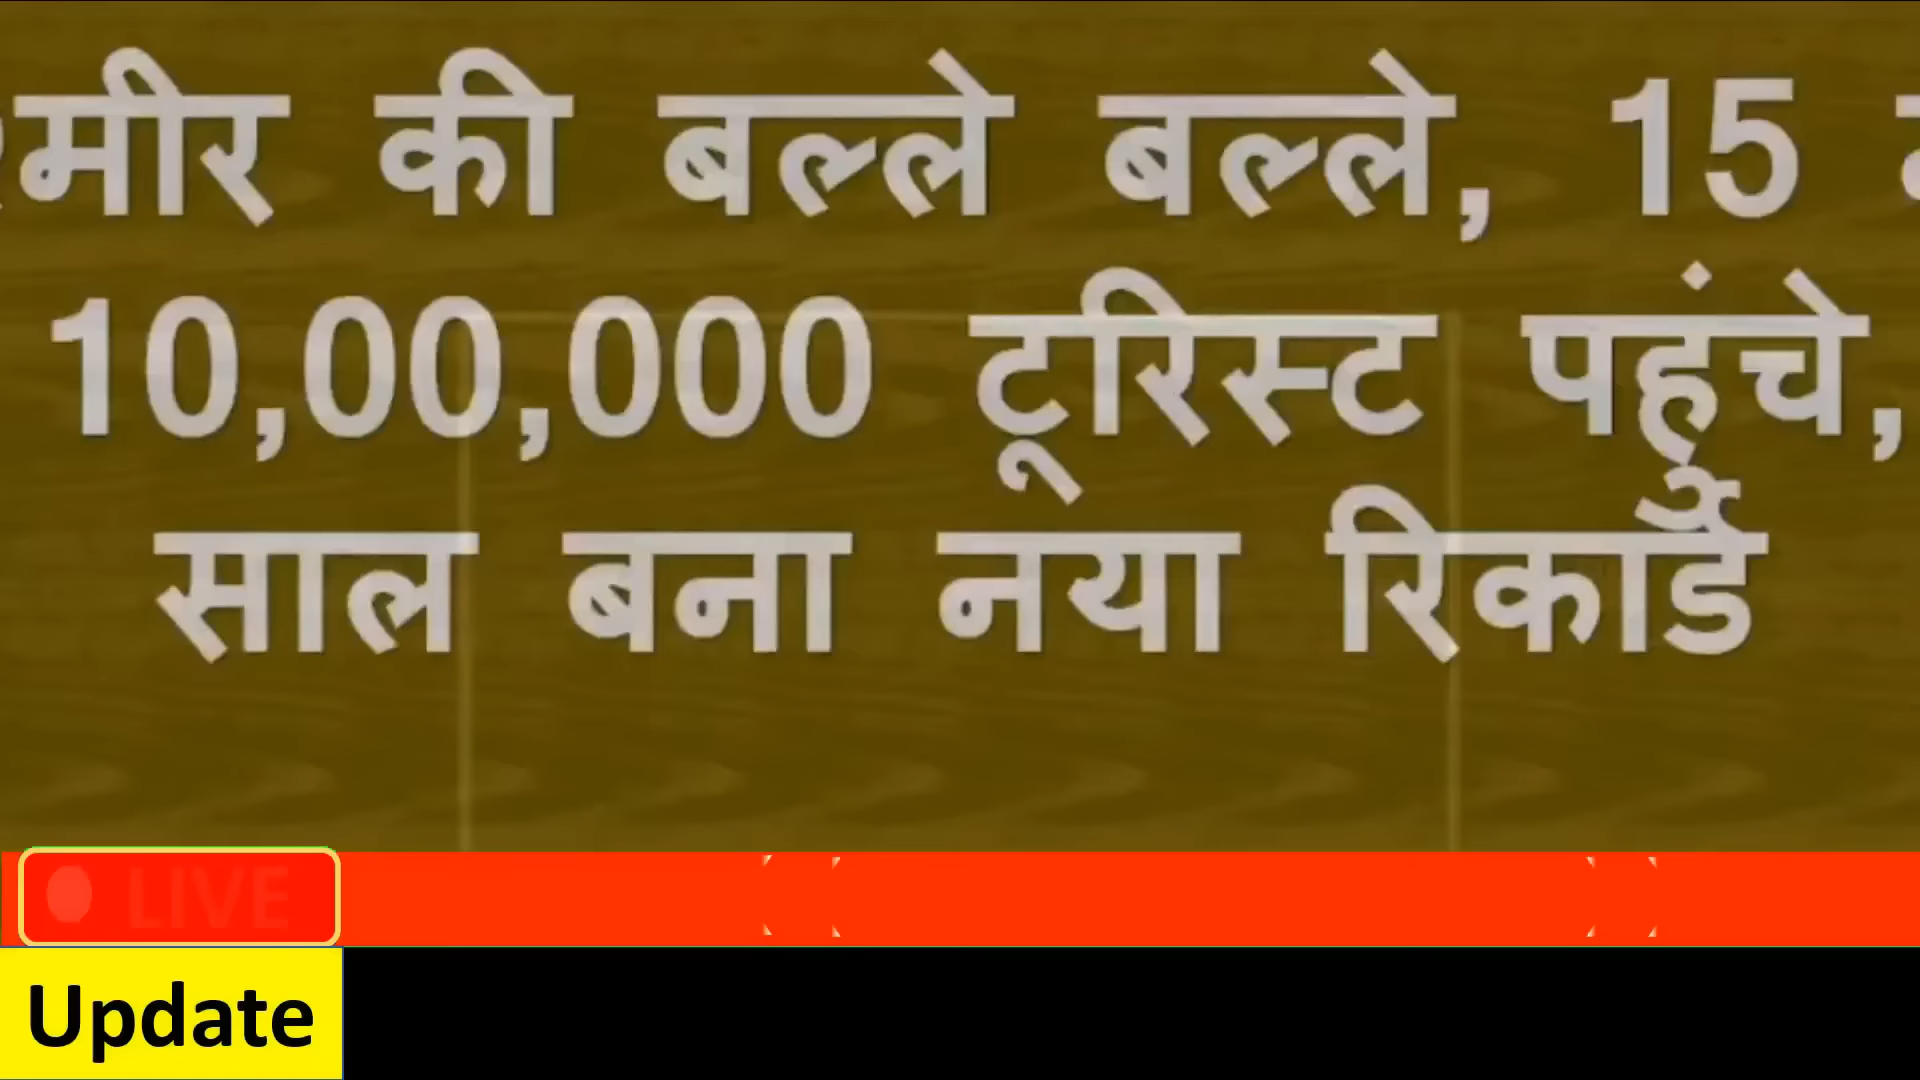 की बल्ले बल्ले, 15
10,00,000 टूरिस्ट पहुंचे,
साल बना नया रिकार्ड
LIVE
Update